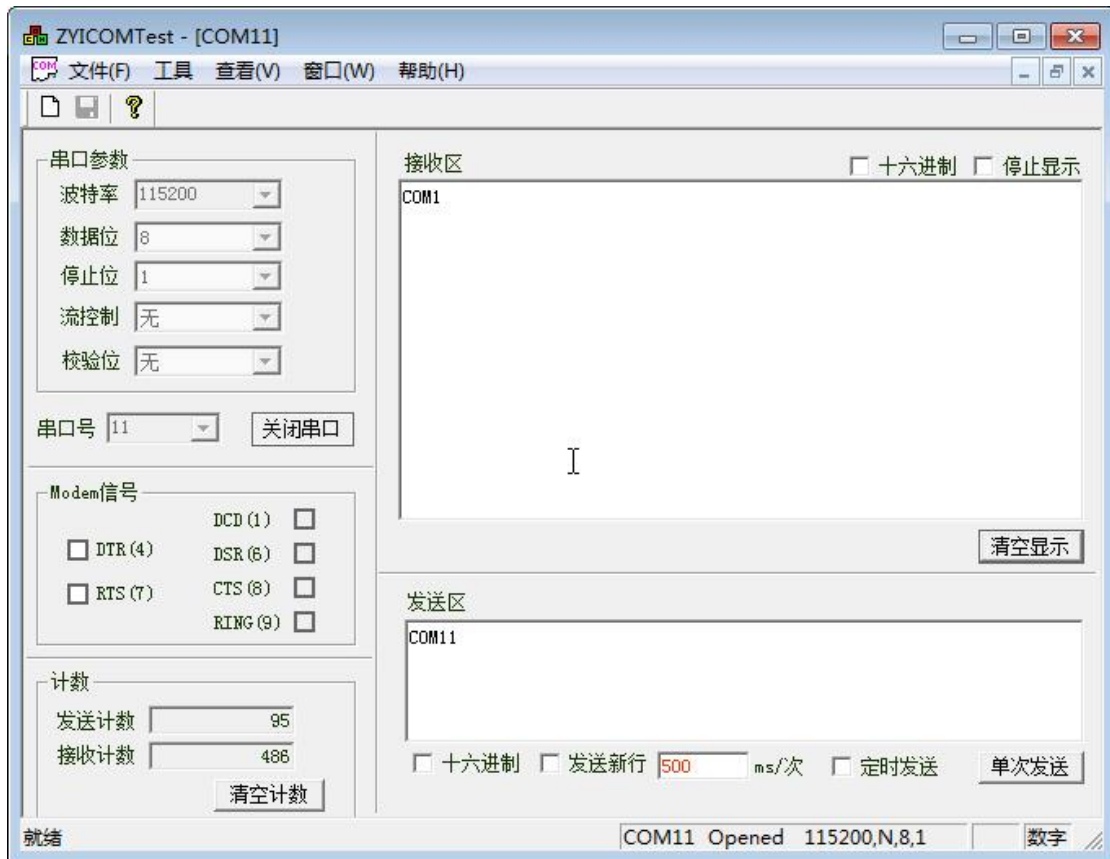 ZYICOMTest - [COM11]
文件(F) 工具 查看(V) 窗口(W) 帮助(H)
串口参数
波特率 115200
数据位 8
停止位 1
流控制 无
校验位 无
串口号 11 关闭串口
Modem信号
DCD(1)
DTR(4) DSR(6)
RTS(7) CTS(8)
RING(9)
计数
发送计数 95
接收计数 486
清空计数
接收区 十六进制 停止显示
COM1
清空显示
发送区
COM11
十六进制 发送新行 500 ms/次 定时发送 单次发送
就绪 COM11 Opened 115200,N,8,1 数字